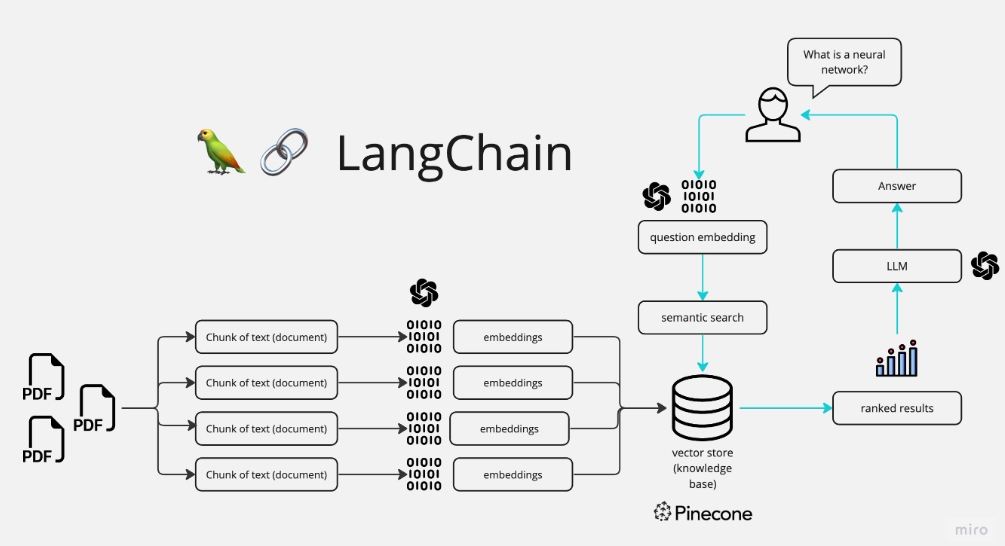 What is a neural
network?
LangChain
01010
10101
01010
question embedding
Answer
LLM
semantic search
PDF
PDF
PDF
Chunk of text (document)
01010
10101
01010
embeddings
Chunk of text (document)
01010
10101
01010
embeddings
Chunk of text (document)
01010
10101
01010
embeddings
Chunk of text (document)
01010
10101
01010
embeddings
ranked results
vector store
(knowledge
base)
Pinecone
miro